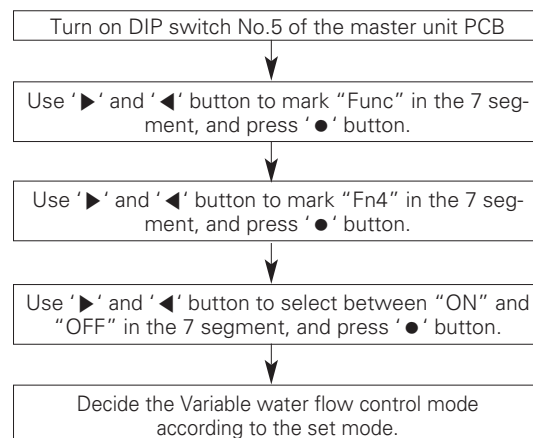 Turn on DIP switch No.5 of the master unit PCB
Use ‘▶‘ and ‘◀‘ button to mark “Func” in the 7 seg-
ment, and press ‘●‘ button.
Use ‘▶‘ and ‘◀‘ button to mark “Fn4” in the 7 seg-
ment, and press ‘●‘ button.
Use ‘▶‘ and ‘◀‘ button to select between “ON” and
“OFF” in the 7 segment, and press ‘●‘ button.
Decide the Variable water flow control mode
according to the set mode.